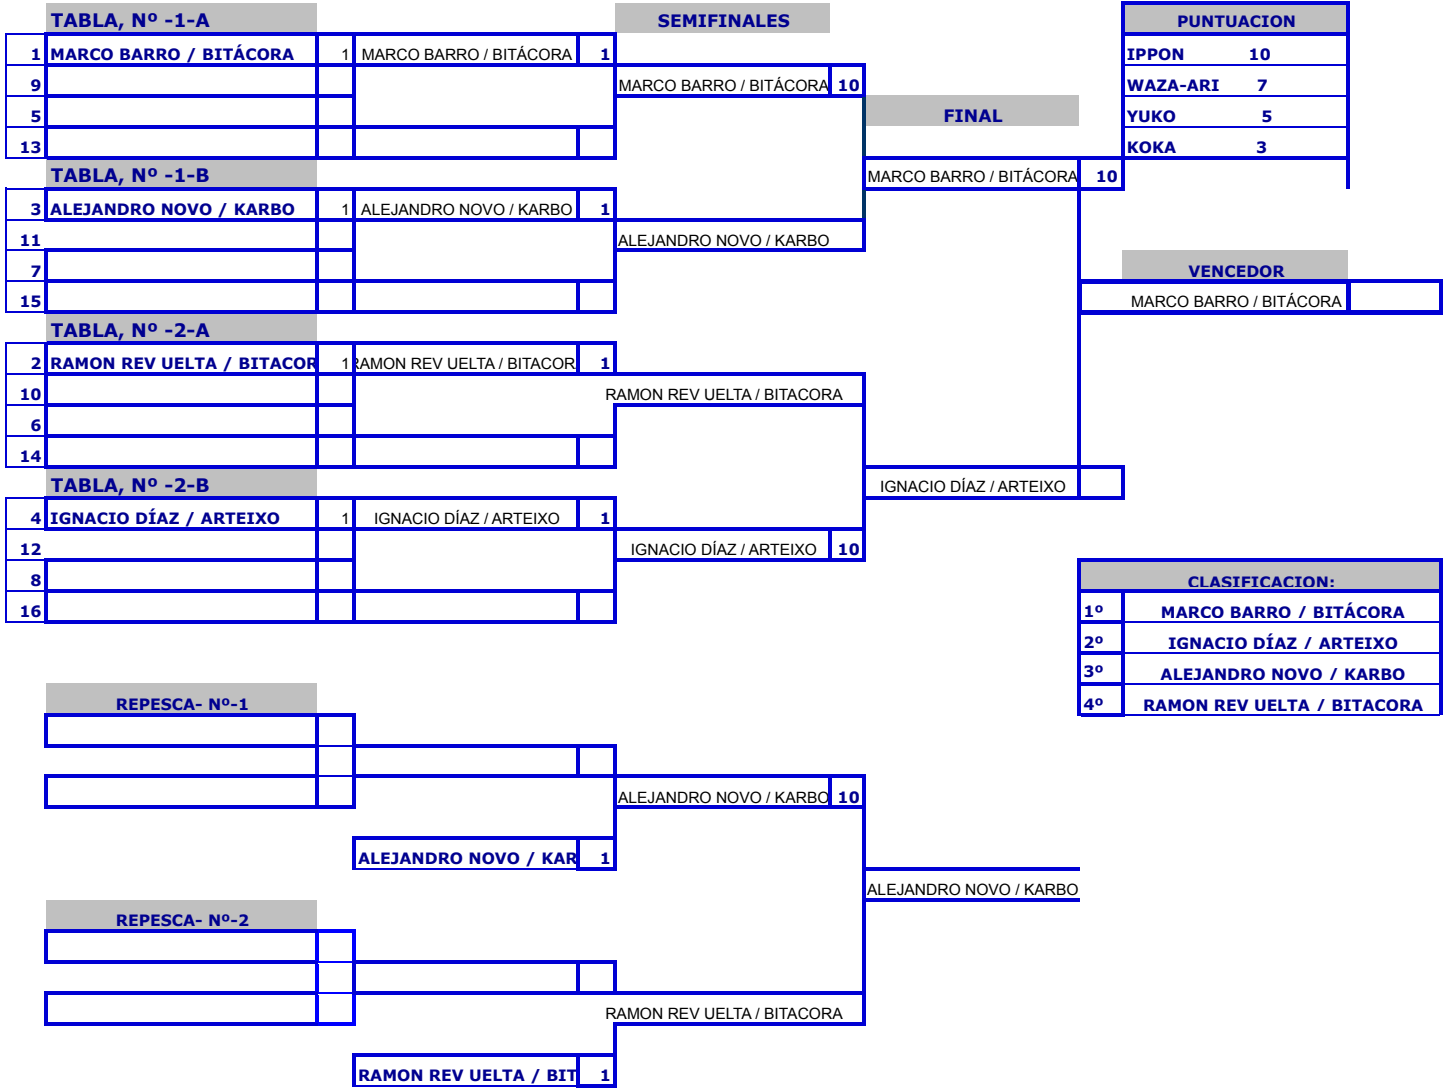 TABLA, Nº -1-A SEMIFINALES PUNTUACION
1 MARCO BARRO / BITÁCORA 1 MARCO BARRO / BITÁCORA 1 IPPON 10
9 MARCO BARRO / BITÁCORA 10 WAZA-ARI 7
5 FINAL YUKO 5
13 KOKA 3
TABLA, Nº -1-B MARCO BARRO / BITÁCORA 10
3 ALEJANDRO NOVO / KARBO 1 ALEJANDRO NOVO / KARBO 1
11 ALEJANDRO NOVO / KARBO
7 VENCEDOR
15 MARCO BARRO / BITÁCORA
TABLA, Nº -2-A
2 RAMON REV UELTA / BITACOR 1 RAMON REV UELTA / BITACOR 1
10 RAMON REV UELTA / BITACORA
6
14
TABLA, Nº -2-B IGNACIO DÍAZ / ARTEIXO
4 IGNACIO DÍAZ / ARTEIXO 1 IGNACIO DÍAZ / ARTEIXO 1
12 IGNACIO DÍAZ / ARTEIXO 10
8 CLASIFICACION:
16 1º MARCO BARRO / BITÁCORA
2º IGNACIO DÍAZ / ARTEIXO
3º ALEJANDRO NOVO / KARBO
REPESCA- Nº-1 4º RAMON REV UELTA / BITACORA
ALEJANDRO NOVO / KARBO 10
ALEJANDRO NOVO / KAR 1
ALEJANDRO NOVO / KARBO
REPESCA- Nº-2
RAMON REV UELTA / BITACORA
RAMON REV UELTA / BIT 1